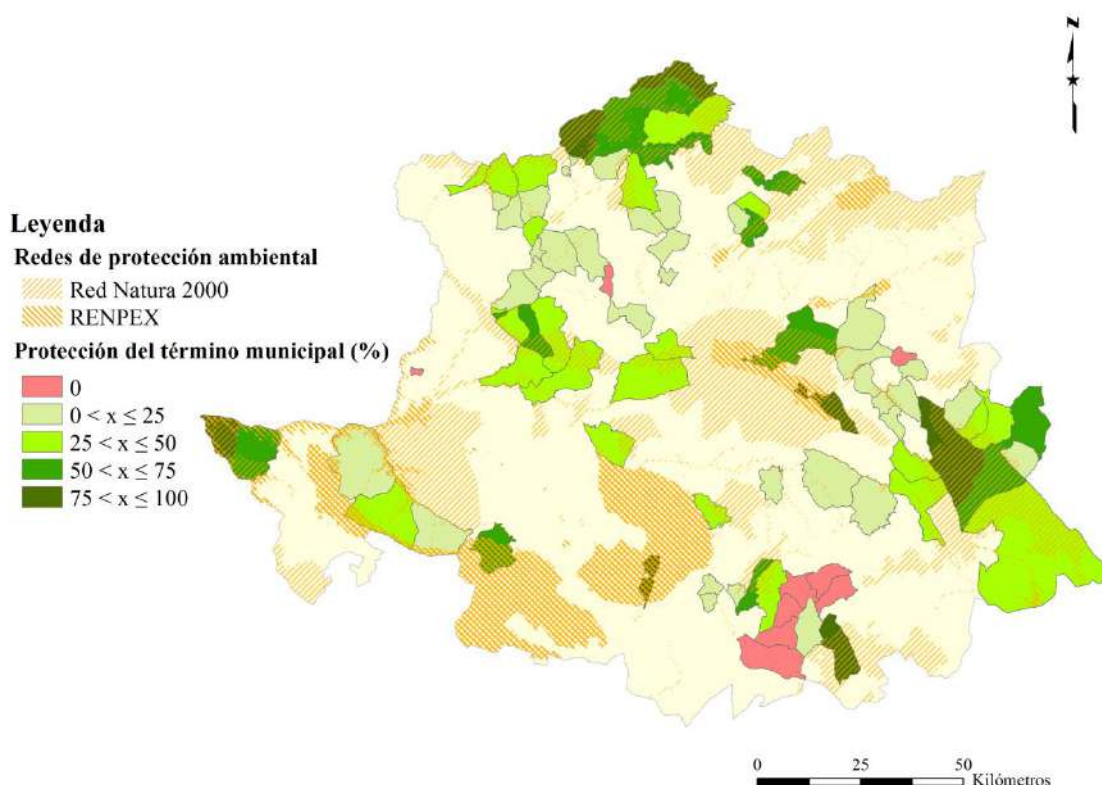 N
Leyenda
Redes de protección ambiental
Red Natura 2000
RENPEX
Protección del término municipal (%)
0
0 < x ≤ 25
25 < x ≤ 50
50 < x ≤ 75
75 < x ≤ 100
0 25 50
Kilómetros